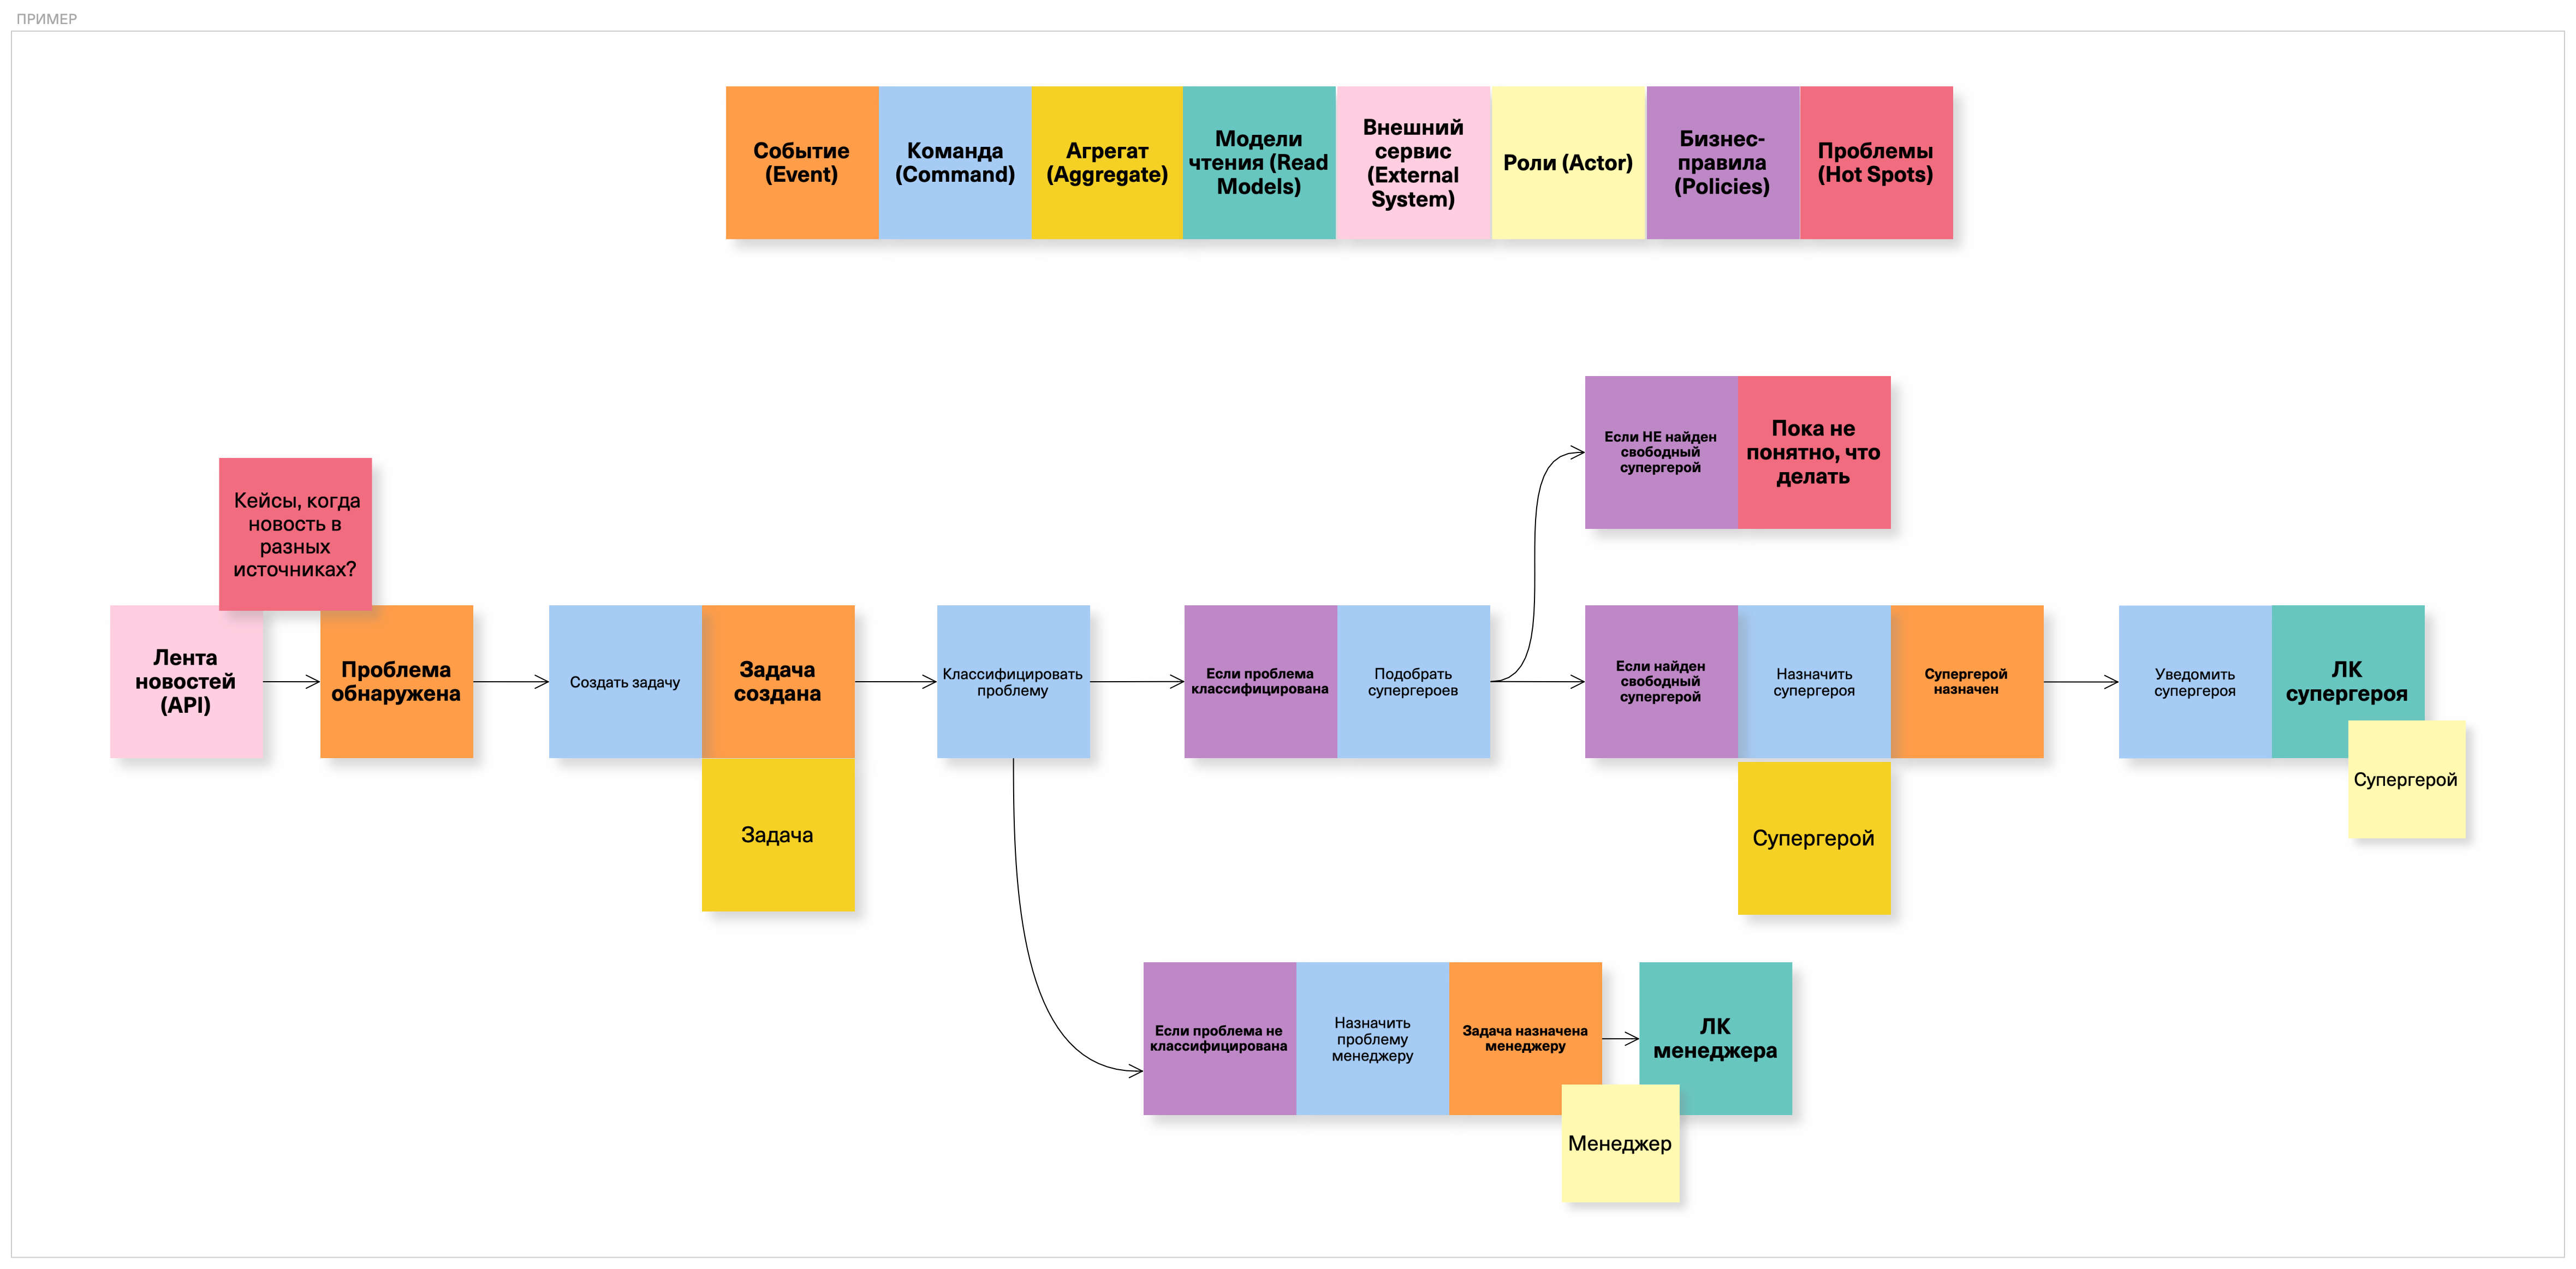 ПРИМЕР
Событие
(Event)
Команда
(Command)
Агрегат
(Aggregate)
Модели
чтения (Read
Models)
Внешний
сервис
(External
System)
Роли (Actor)
Бизнес-
правила
(Policies)
Проблемы
(Hot Spots)
Если НЕ найден
свободный
супергерой
Пока не
понятно, что
делать
Кейсы, когда
новость в
разных
источниках?
Лента
новостей
(API)
Проблема
обнаружена
Создать задачу
Задача
создана
Задача
Классифицировать
проблему
Если проблема
классифицирована
Подобрать
супергероев
Если найден
свободный
супергерой
Назначить
супергероя
Супергерой
назначен
Супергерой
Уведомить
супергероя
ЛК
супергероя
Супергерой
Если проблема не
классифицирована
Назначить
проблему
менеджеру
Задача назначена
менеджеру
ЛК
менеджера
Менеджер